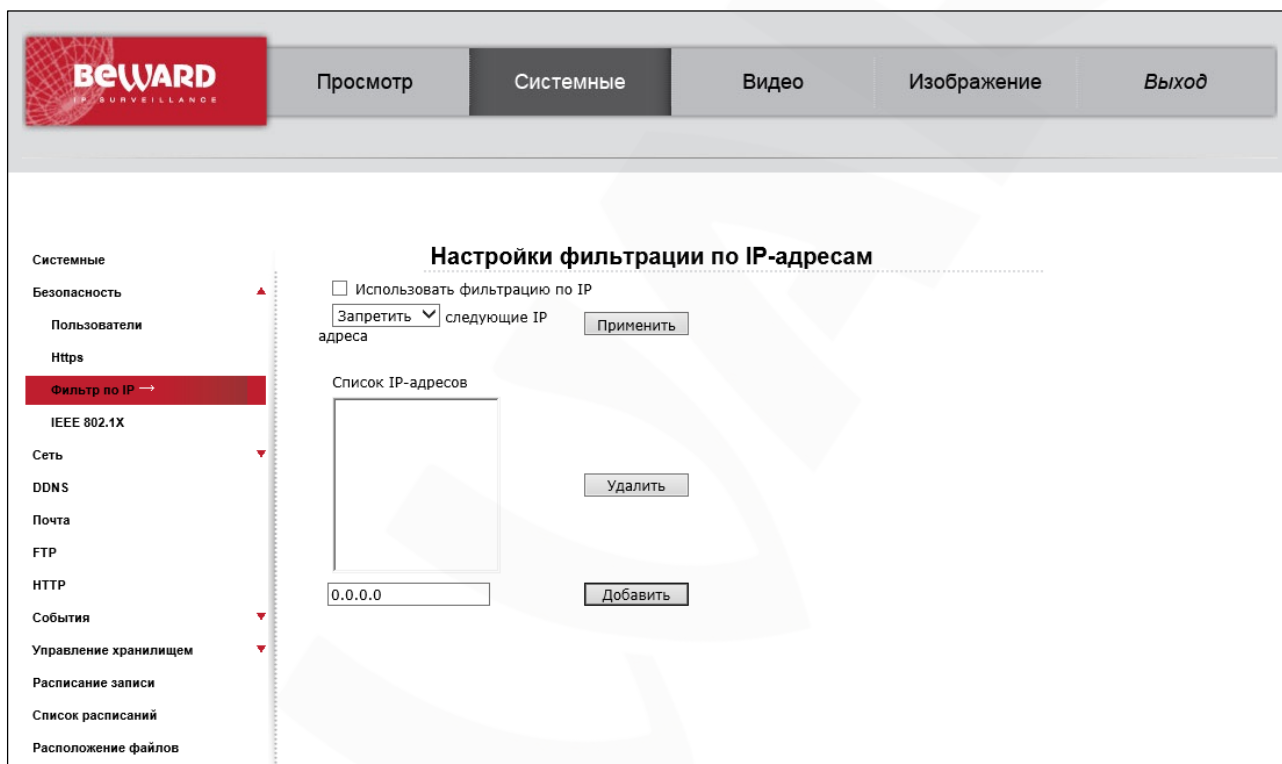 BEWARD
IP SURVEILLANCE
Просмотр
Системные
Видео
Изображение
Выход
Системные
Безопасность
Пользователи
Https
Фильтр по IP →
IEEE 802.1X
Сеть
DDNS
Почта
FTP
HTTP
События
Управление хранилищем
Расписание записи
Список расписаний
Расположение файлов
Настройки фильтрации по IP-адресам
Использовать фильтрацию по IP
Запретить следующие IP
адреса
Применить
Список IP-адресов
Удалить
0.0.0.0
Добавить